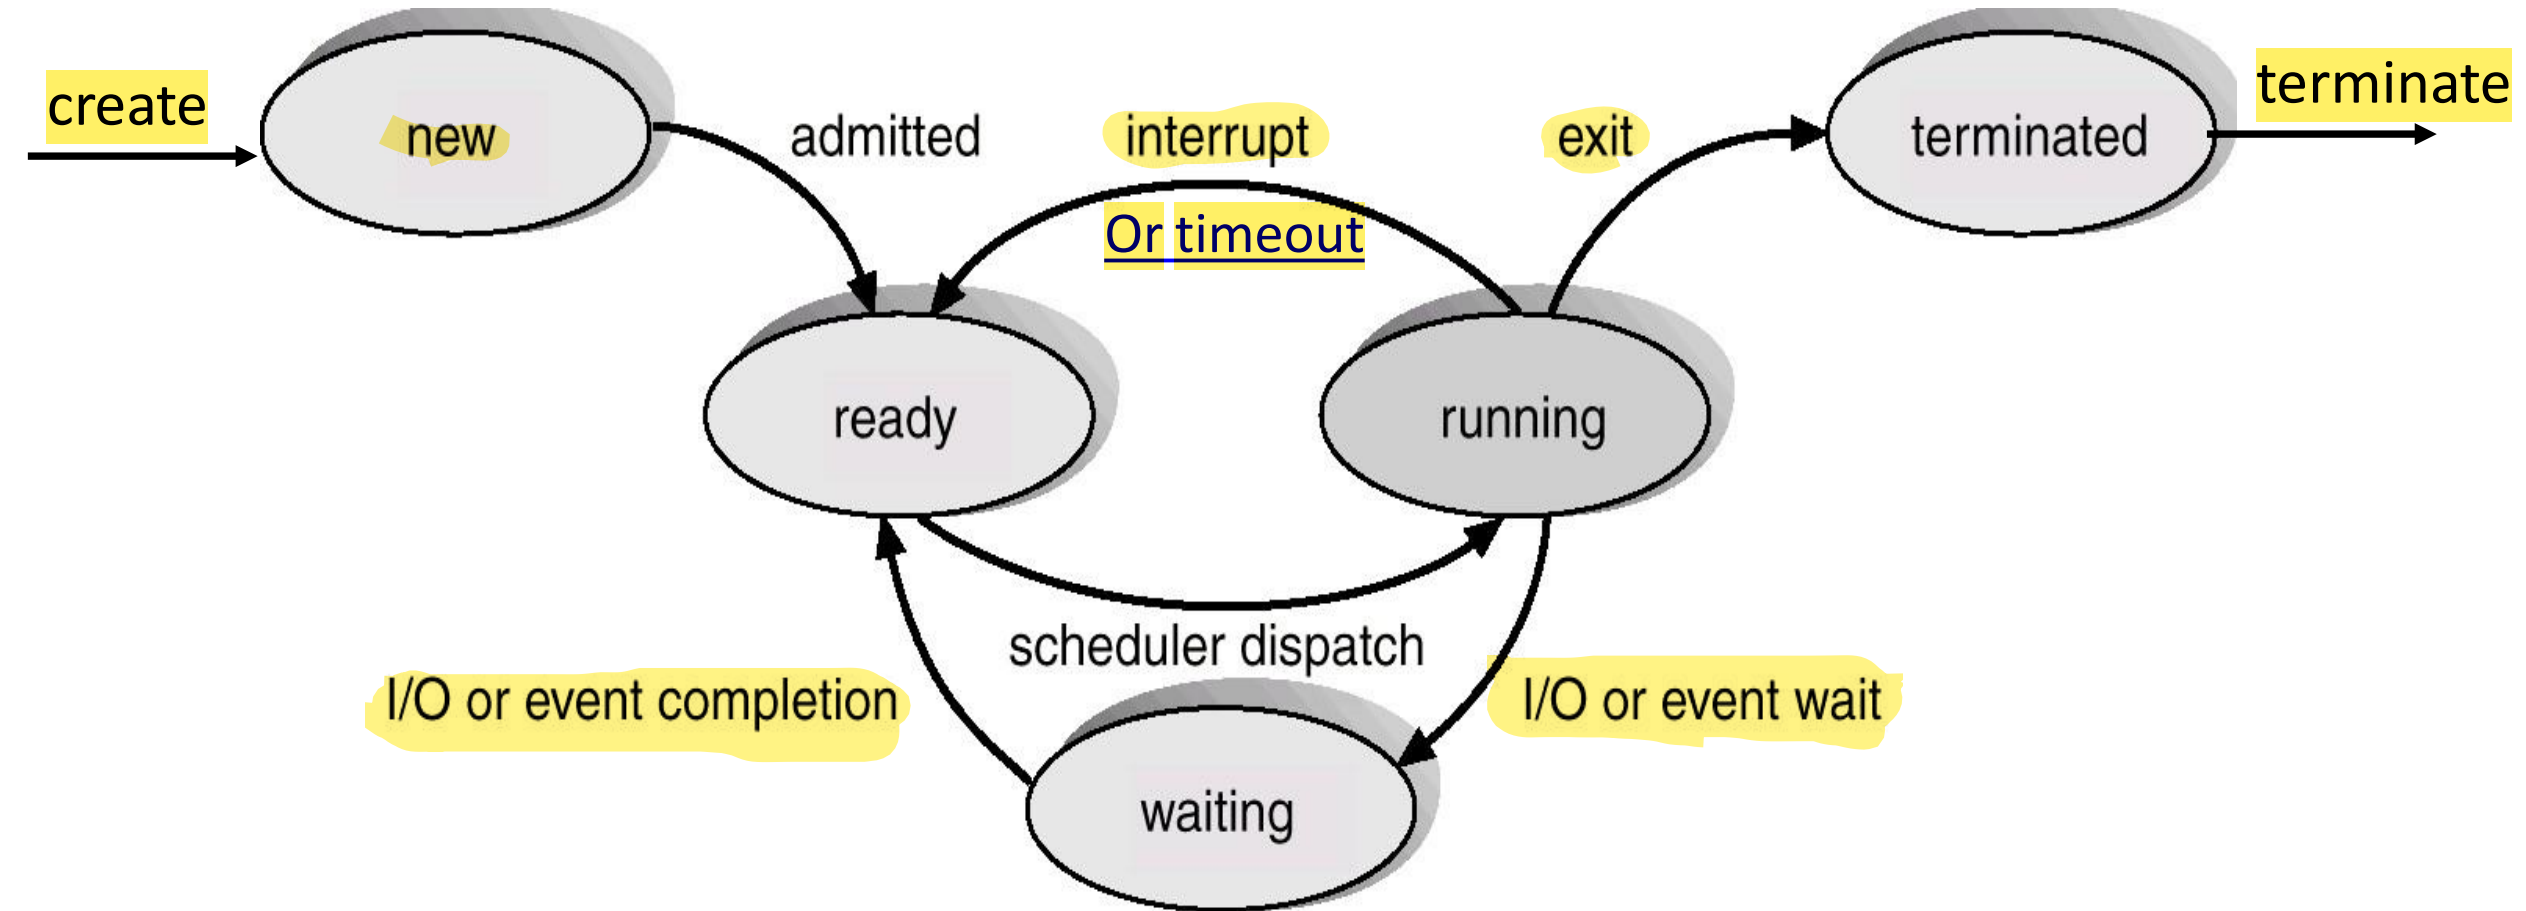 create
new
admitted
interrupt
Or timeout
exit
terminated
terminate
ready
running
scheduler dispatch
I/O or event completion
I/O or event wait
waiting